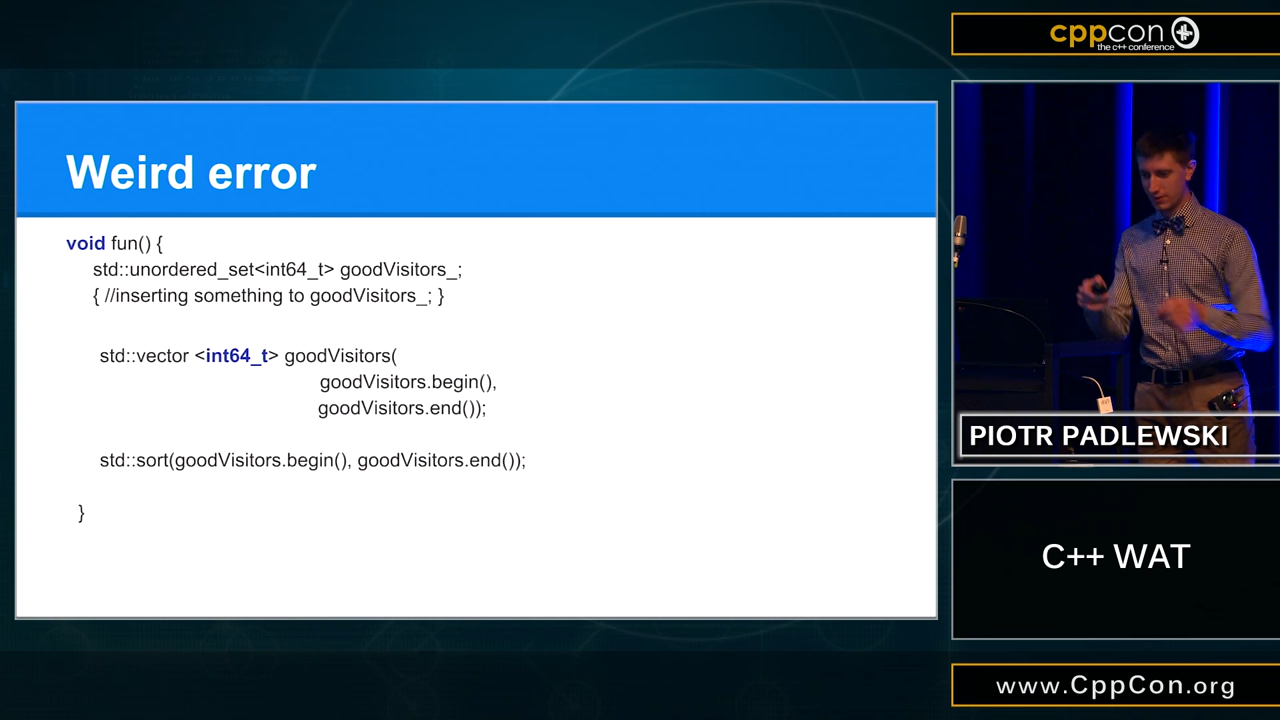 cppcon
the c++ conference
Weird error
void fun() {
std::unordered_set<int64_t> goodVisitors_;
{ //inserting something to goodVisitors_; }
std::vector <int64_t> goodVisitors(
goodVisitors.begin(),
goodVisitors.end());
std::sort(goodVisitors.begin(), goodVisitors.end());
}
PIOTR PADLEWSKI
C++ WAT
www.CppCon.org